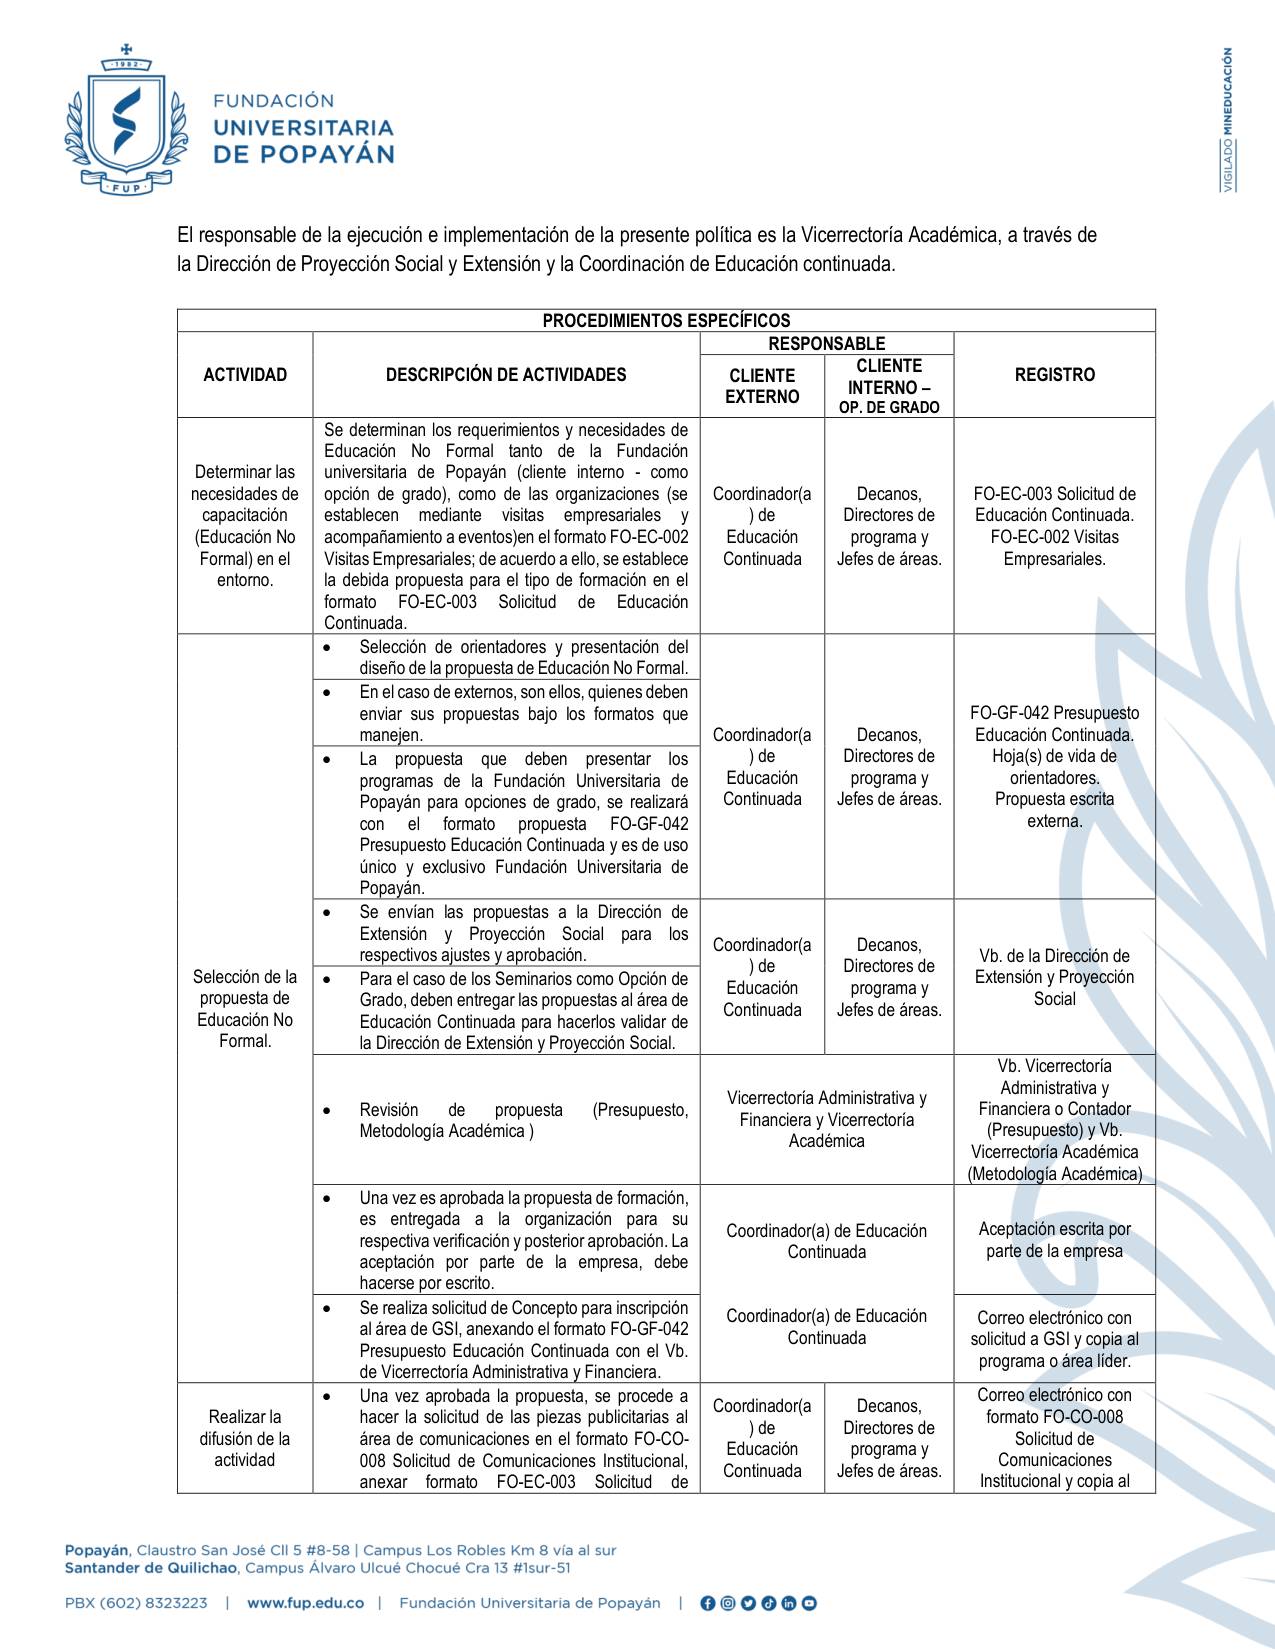 · 1982 ·
· FUP ·
FUNDACIÓN
UNIVERSITARIA
DE POPAYÁN
VIGILADO MINEDUCACIÓN
El responsable de la ejecución e implementación de la presente política es la Vicerrectoría Académica, a través de
la Dirección de Proyección Social y Extensión y la Coordinación de Educación continuada.
PROCEDIMIENTOS ESPECÍFICOS
ACTIVIDAD
DESCRIPCIÓN DE ACTIVIDADES
RESPONSABLE
CLIENTE
EXTERNO
CLIENTE
INTERNO –
OP. DE GRADO
REGISTRO
Determinar las
necesidades de
capacitación
(Educación No
Formal) en el
entorno.
Se determinan los requerimientos y necesidades de
Educación No Formal tanto de la Fundación
universitaria de Popayán (cliente interno - como
opción de grado), como de las organizaciones (se
establecen mediante visitas empresariales y
acompañamiento a eventos)en el formato FO-EC-002
Visitas Empresariales; de acuerdo a ello, se establece
la debida propuesta para el tipo de formación en el
formato FO-EC-003 Solicitud de Educación
Continuada.
Coordinador(a
) de
Educación
Continuada
Decanos,
Directores de
programa y
Jefes de áreas.
FO-EC-003 Solicitud de
Educación Continuada.
FO-EC-002 Visitas
Empresariales.
Selección de la
propuesta de
Educación No
Formal.
• Selección de orientadores y presentación del
diseño de la propuesta de Educación No Formal.
• En el caso de externos, son ellos, quienes deben
enviar sus propuestas bajo los formatos que
manejen.
• La propuesta que deben presentar los
programas de la Fundación Universitaria de
Popayán para opciones de grado, se realizará
con el formato propuesta FO-GF-042
Presupuesto Educación Continuada y es de uso
único y exclusivo Fundación Universitaria de
Popayán.
Coordinador(a
) de
Educación
Continuada
Decanos,
Directores de
programa y
Jefes de áreas.
FO-GF-042 Presupuesto
Educación Continuada.
Hoja(s) de vida de
orientadores.
Propuesta escrita
externa.
• Se envían las propuestas a la Dirección de
Extensión y Proyección Social para los
respectivos ajustes y aprobación.
• Para el caso de los Seminarios como Opción de
Grado, deben entregar las propuestas al área de
Educación Continuada para hacerlos validar de
la Dirección de Extensión y Proyección Social.
Coordinador(a
) de
Educación
Continuada
Decanos,
Directores de
programa y
Jefes de áreas.
Vb. de la Dirección de
Extensión y Proyección
Social
• Revisión de propuesta (Presupuesto,
Metodología Académica )
Vicerrectoría Administrativa y
Financiera y Vicerrectoría
Académica
Vb. Vicerrectoría
Administrativa y
Financiera o Contador
(Presupuesto) y Vb.
Vicerrectoría Académica
(Metodología Académica)
• Una vez es aprobada la propuesta de formación,
es entregada a la organización para su
respectiva verificación y posterior aprobación. La
aceptación por parte de la empresa, debe
hacerse por escrito.
Coordinador(a) de Educación
Continuada
Aceptación escrita por
parte de la empresa
• Se realiza solicitud de Concepto para inscripción
al área de GSI, anexando el formato FO-GF-042
Presupuesto Educación Continuada con el Vb.
de Vicerrectoría Administrativa y Financiera.
Coordinador(a) de Educación
Continuada
Correo electrónico con
solicitud a GSI y copia al
programa o área líder.
Realizar la
difusión de la
actividad
• Una vez aprobada la propuesta, se procede a
hacer la solicitud de las piezas publicitarias al
área de comunicaciones en el formato FO-CO-
008 Solicitud de Comunicaciones Institucional,
anexar formato FO-EC-003 Solicitud de
Coordinador(a
) de
Educación
Continuada
Decanos,
Directores de
programa y
Jefes de áreas.
Correo electrónico con
formato FO-CO-008
Solicitud de
Comunicaciones
Institucional y copia al
Popayán, Claustro San José Cll 5 #8-58 | Campus Los Robles Km 8 vía al sur
Santander de Quilichao, Campus Álvaro Ulcué Chocué Cra 13 #1sur-51
PBX (602) 8323223 | www.fup.edu.co | Fundación Universitaria de Popayán |